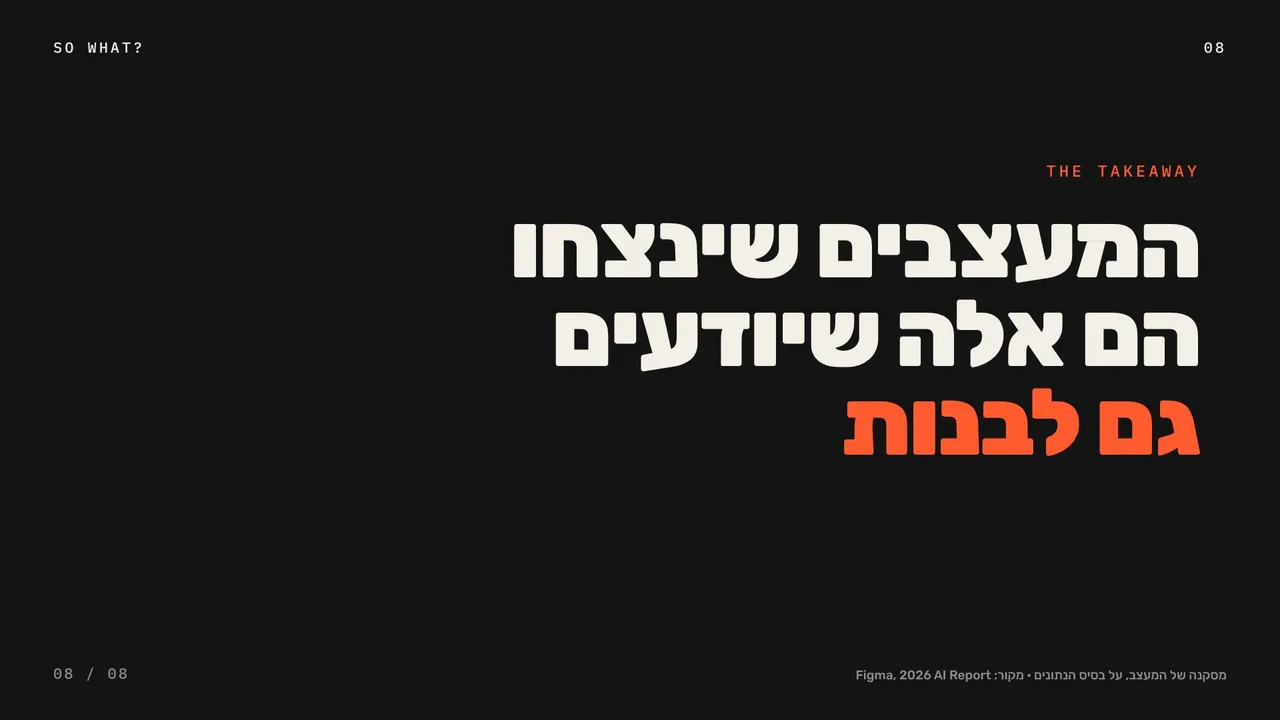 SO WHAT?
08
THE TAKEAWAY
המעצבים שינצחו
הם אלה שיודעים
גם לבנות
08 / 08
מסקנה של המעצב, על בסיס הנתונים • מקור: Figma, 2026 AI Report